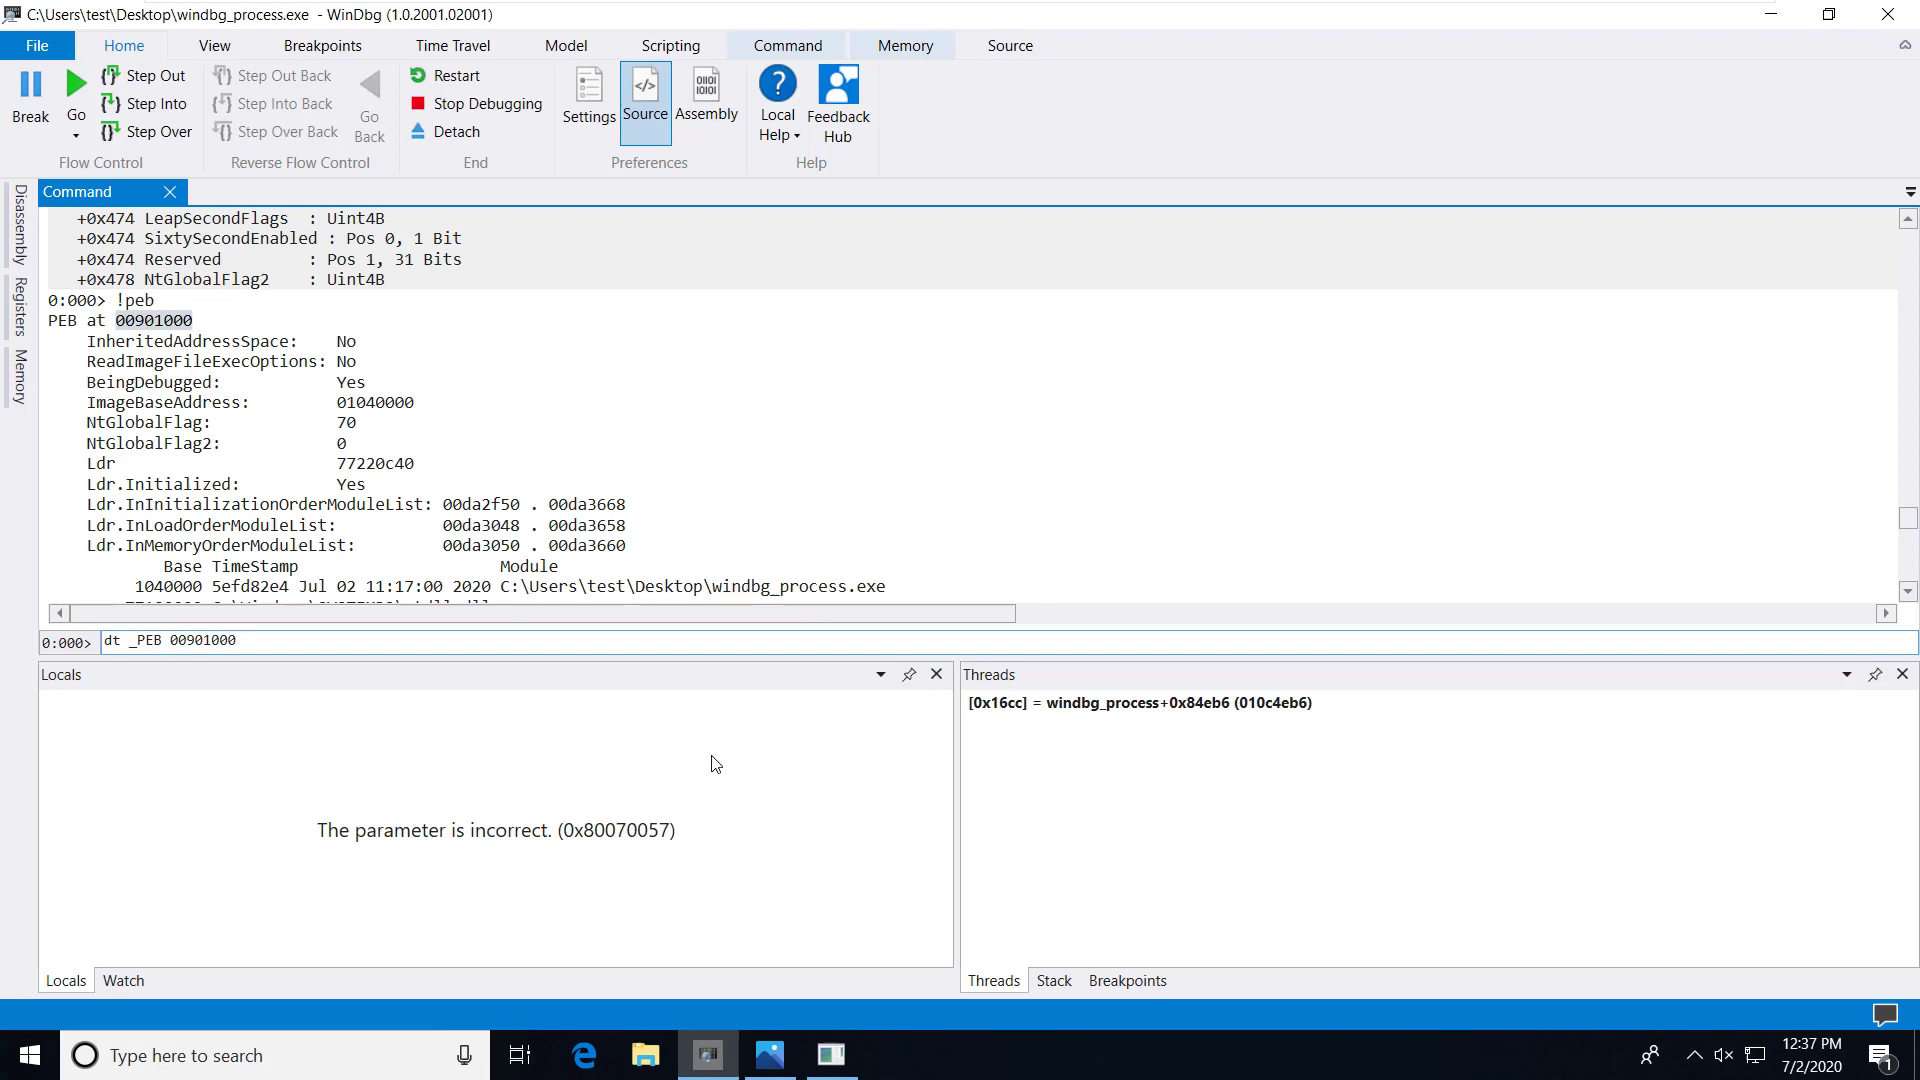 C:\Users\test\Desktop\windbg_process.exe - WinDbg (1.0.2001.02001)
File Home View Breakpoints Time Travel Model Scripting Command Memory Source
Break
Go
Step Out
Step Into
Step Over
Flow Control
Step Out Back
Step Into Back
Step Over Back
Go
Back
Reverse Flow Control
Restart
Stop Debugging
Detach
End
Settings
Source
Assembly
Preferences
Local
Help
Feedback
Hub
Help
Disassembly
Registers
Memory
Command
+0x474 LeapSecondFlags : Uint4B
+0x474 SixtySecondEnabled : Pos 0, 1 Bit
+0x474 Reserved : Pos 1, 31 Bits
+0x478 NtGlobalFlag2 : Uint4B
0:000> !peb
PEB at 00901000
InheritedAddressSpace: No
ReadImageFileExecOptions: No
BeingDebugged: Yes
ImageBaseAddress: 01040000
NtGlobalFlag: 70
NtGlobalFlag2: 0
Ldr 77220c40
Ldr.Initialized: Yes
Ldr.InInitializationOrderModuleList: 00da2f50 . 00da3668
Ldr.InLoadOrderModuleList: 00da3048 . 00da3658
Ldr.InMemoryOrderModuleList: 00da3050 . 00da3660
Base TimeStamp Module
1040000 5efd82e4 Jul 02 11:17:00 2020 C:\Users\test\Desktop\windbg_process.exe
0:000> dt _PEB 00901000
Locals
The parameter is incorrect. (0x80070057)
Locals Watch
Threads
[0x16cc] = windbg_process+0x84eb6 (010c4eb6)
Threads Stack Breakpoints
Type here to search
12:37 PM
7/2/2020
1